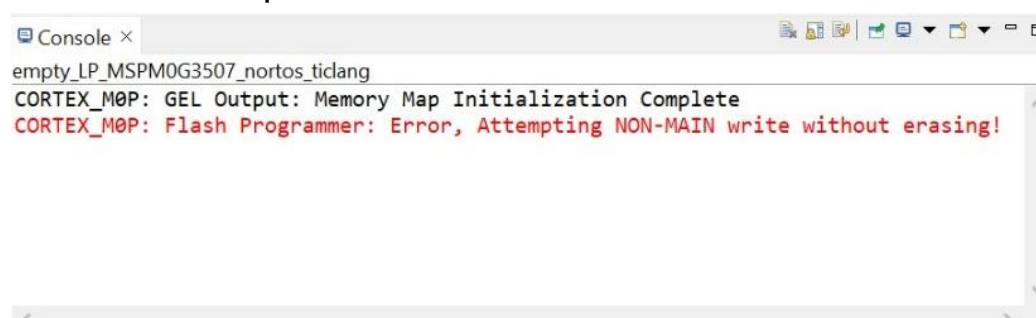 Console
empty_LP_MSPM0G3507_nortos_ticlang
CORTEX_M0P: GEL Output: Memory Map Initialization Complete
CORTEX_M0P: Flash Programmer: Error, Attempting NON-MAIN write without erasing!